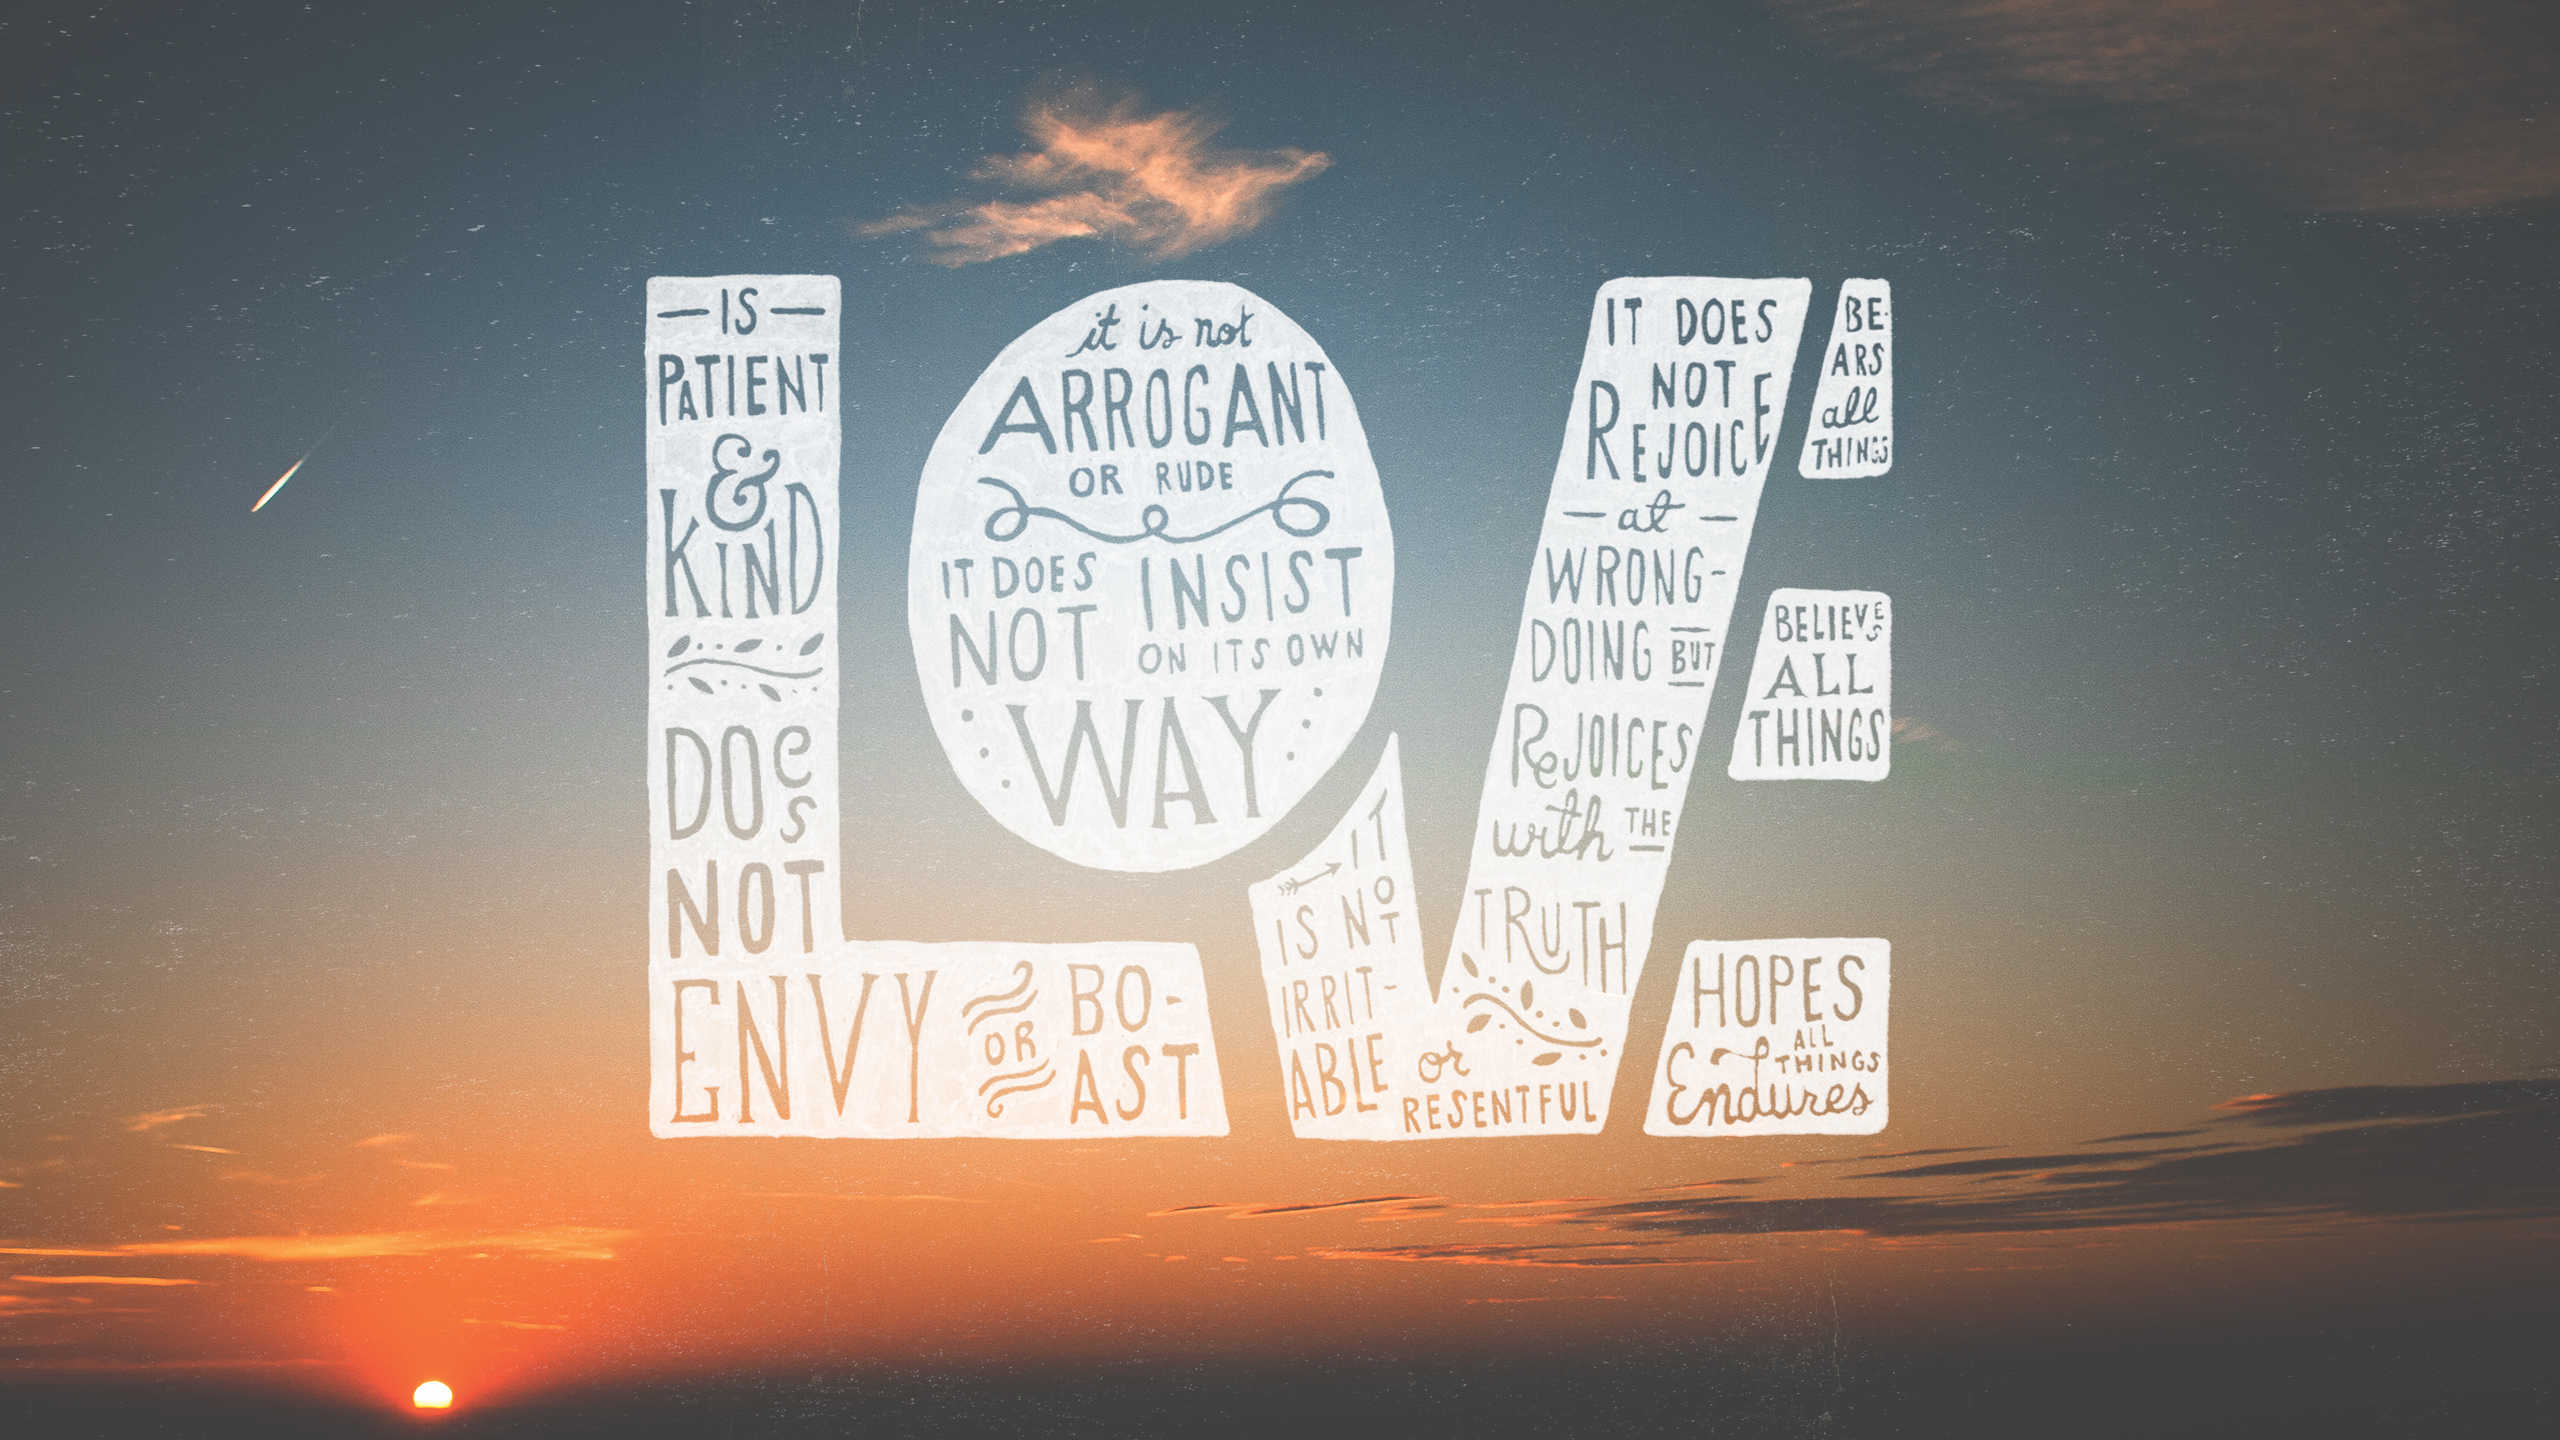 LOVE
IS
PATIENT
&
KIND
DOES
NOT
ENVY OR BO-
AST
it is not
ARROGANT
OR RUDE
IT DOES
NOT
INSIST
ON ITS OWN
WAY
IT
IS NOT
IRRIT-
ABLE or
RESENTFUL
IT DOES
NOT
REJOICE
at
WRONG-
DOING BUT
REJOICES
with THE
TRUTH
BE-
ARS
all
THINGS
BELIEVES
ALL
THINGS
HOPES
ALL
THINGS
Endures